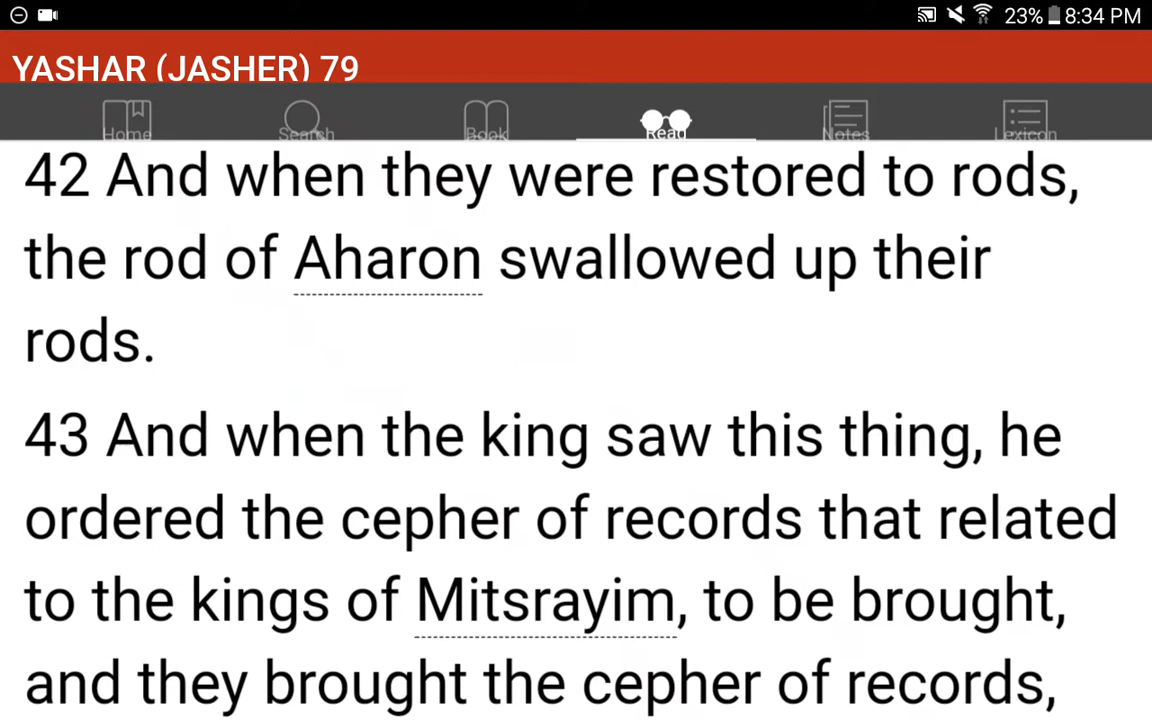 23% 8:34 PM
YASHAR (JASHER) 79
Home Search Book Read Notes Lexicon
42 And when they were restored to rods,
the rod of Aharon swallowed up their
rods.
43 And when the king saw this thing, he
ordered the cepher of records that related
to the kings of Mitsrayim, to be brought,
and they brought the cepher of records,